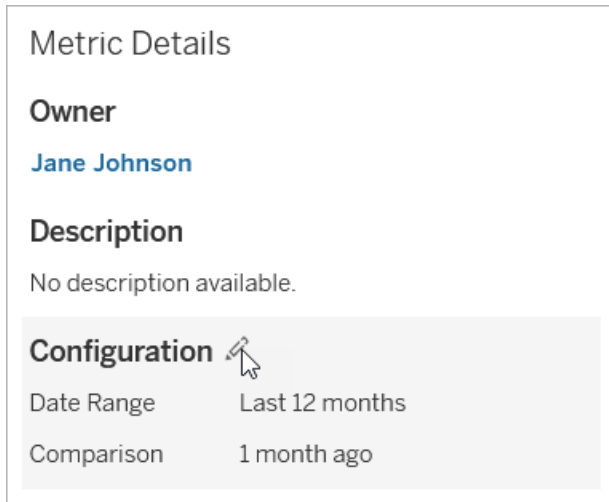 Metric Details
Owner
Jane Johnson
Description
No description available.
Configuration
Date Range Last 12 months
Comparison 1 month ago